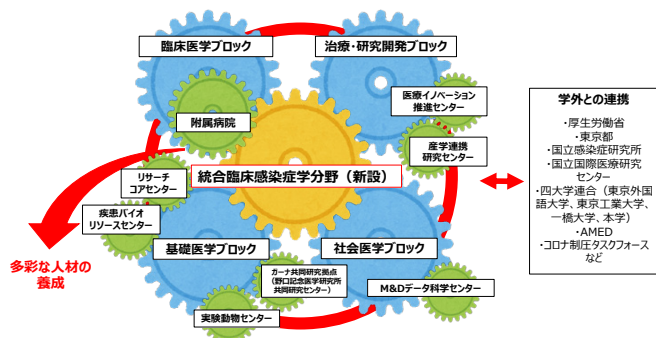 臨床医学ブロック
治療・研究開発ブロック
医療イノベーション
推進センター
附属病院
産学連携
研究センター
リサーチ
コアセンター
統合臨床感染症学分野（新設）
疾患バイオ
リソースセンター
基礎医学ブロック
社会医学ブロック
多彩な人材の
養成
ガーナ共同研究拠点
（野口記念医学研究所
共同研究センター）
M&Dデータ科学センター
実験動物センター
学外との連携
・厚生労働省
・東京都
・国立感染症研究所
・国立国際医療研究
センター
・四大学連合（東京外国
語大学、東京工業大学、
一橋大学、本学）
・AMED
・コロナ制圧タスクフォース
など